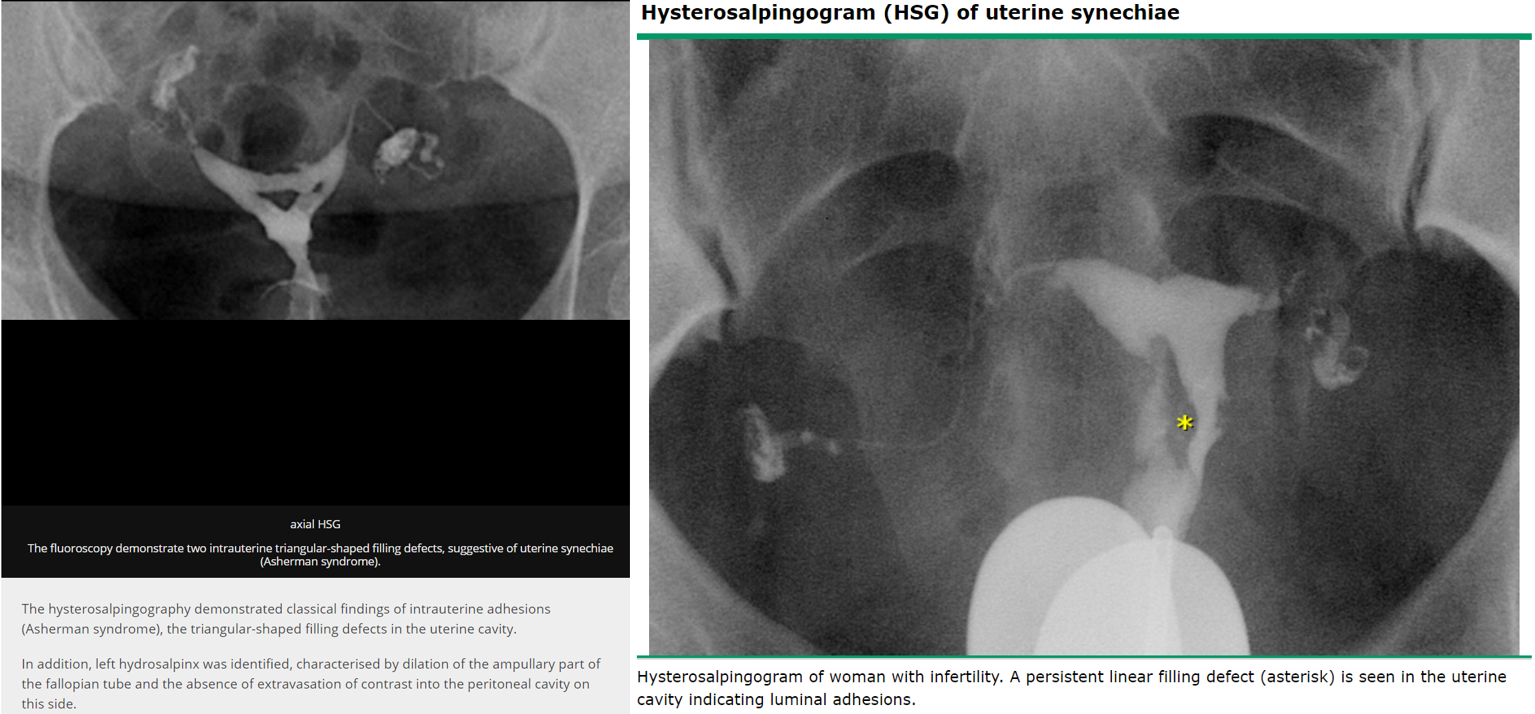 axial HSG
The fluoroscopy demonstrate two intrauterine triangular-shaped filling defects, suggestive of uterine synechiae
(Asherman syndrome).
The hysterosalpingography demonstrated classical findings of intrauterine adhesions
(Asherman syndrome), the triangular-shaped filling defects in the uterine cavity.
In addition, left hydrosalpinx was identified, characterised by dilation of the ampullary part of
the fallopian tube and the absence of extravasation of contrast into the peritoneal cavity on
this side.
Hysterosalpingogram (HSG) of uterine synechiae
*
Hysterosalpingogram of woman with infertility. A persistent linear filling defect (asterisk) is seen in the uterine
cavity indicating luminal adhesions.